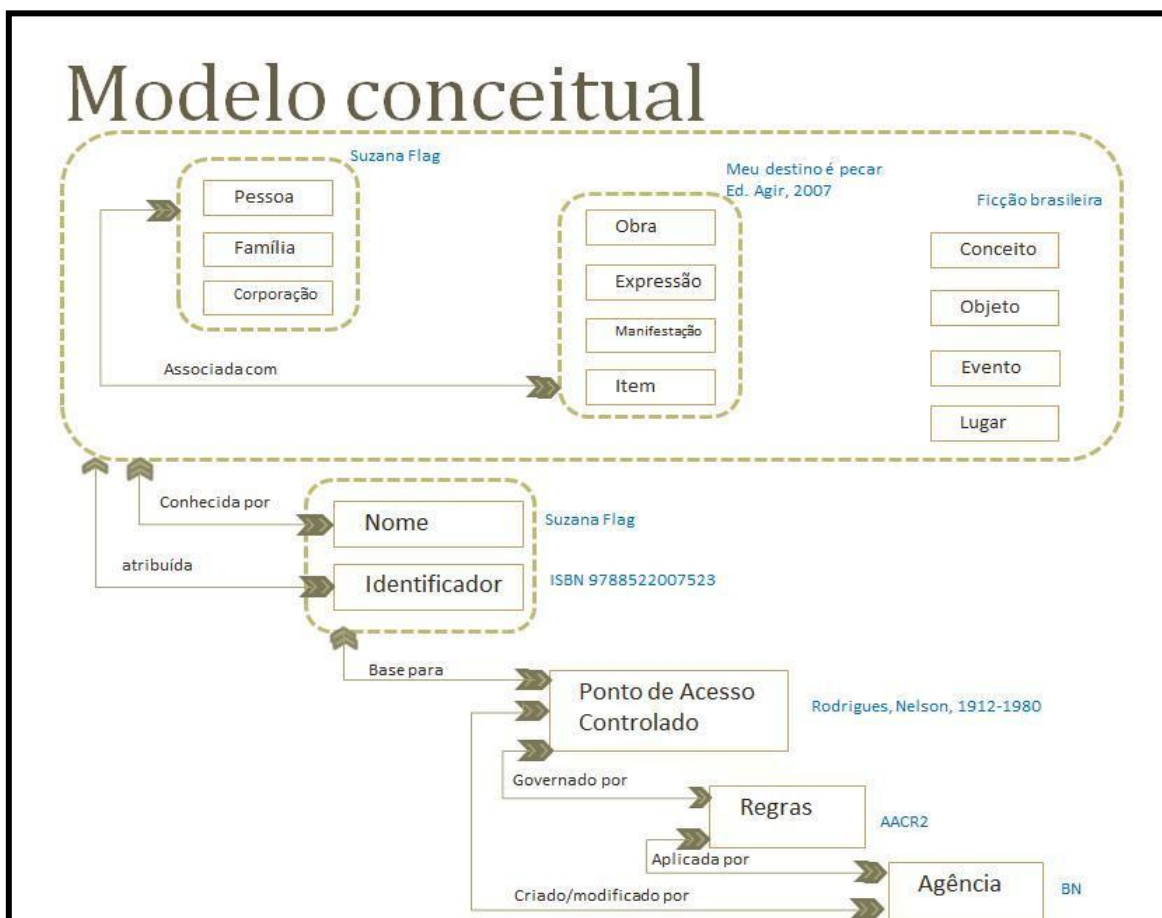 Modelo conceitual
Suzana Flag
Pessoa
Família
Corporação
Associada com
Meu destino é pecar
Ed. Agir, 2007
Obra
Expressão
Manifestação
Item
Ficção brasileira
Conceito
Objeto
Evento
Lugar
Conhecida por
Nome
Suzana Flag
atribuída
Identificador
ISBN 9788522007523
Base para
Ponto de Acesso
Controlado
Rodrigues, Nelson, 1912-1980
Governado por
Regras
AACR2
Aplicada por
Agência
BN
Criado/modificado por